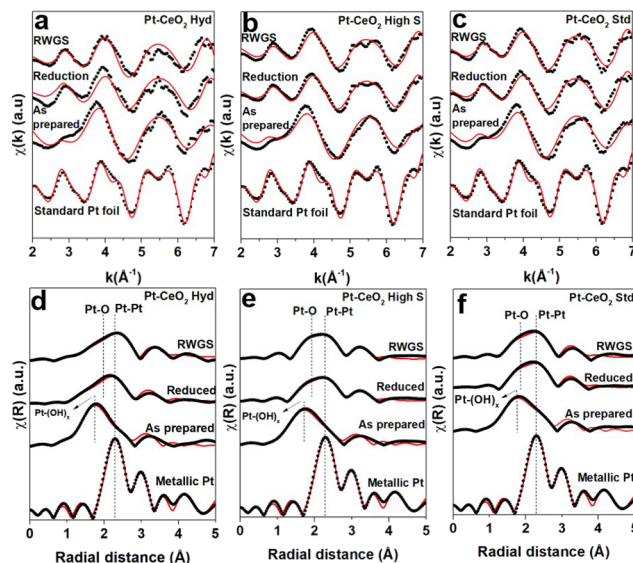 a
Pt-CeO2 Hyd
RWGS
Reduction
As
prepared
Standard Pt foil
χ(k) (a.u)
2 3 4 5 6 7
k(Å-1)
b
Pt-CeO2 High S
RWGS
Reduction
As
prepared
Standard Pt foil
χ(k) (a.u)
2 3 4 5 6 7
k(Å-1)
c
Pt-CeO2 Std
RWGS
Reduction
As
prepared
Standard Pt foil
χ(k) (a.u)
2 3 4 5 6 7
k(Å-1)
d
Pt-CeO2 Hyd
Pt-O Pt-Pt
RWGS
Reduced
Pt-(OH)x
As prepared
Metallic Pt
χ(R) (a.u.)
0 1 2 3 4 5
Radial distance (Å)
e
Pt-CeO2 High S
Pt-O Pt-Pt
RWGS
Reduced
Pt-(OH)x
As prepared
Metallic Pt
χ(R) (a.u.)
0 1 2 3 4 5
Radial distance (Å)
f
Pt-CeO2 Std
Pt-O Pt-Pt
RWGS
Reduced
Pt-(OH)x
As prepared
Metallic Pt
χ(R) (a.u.)
0 1 2 3 4 5
Radial distance (Å)